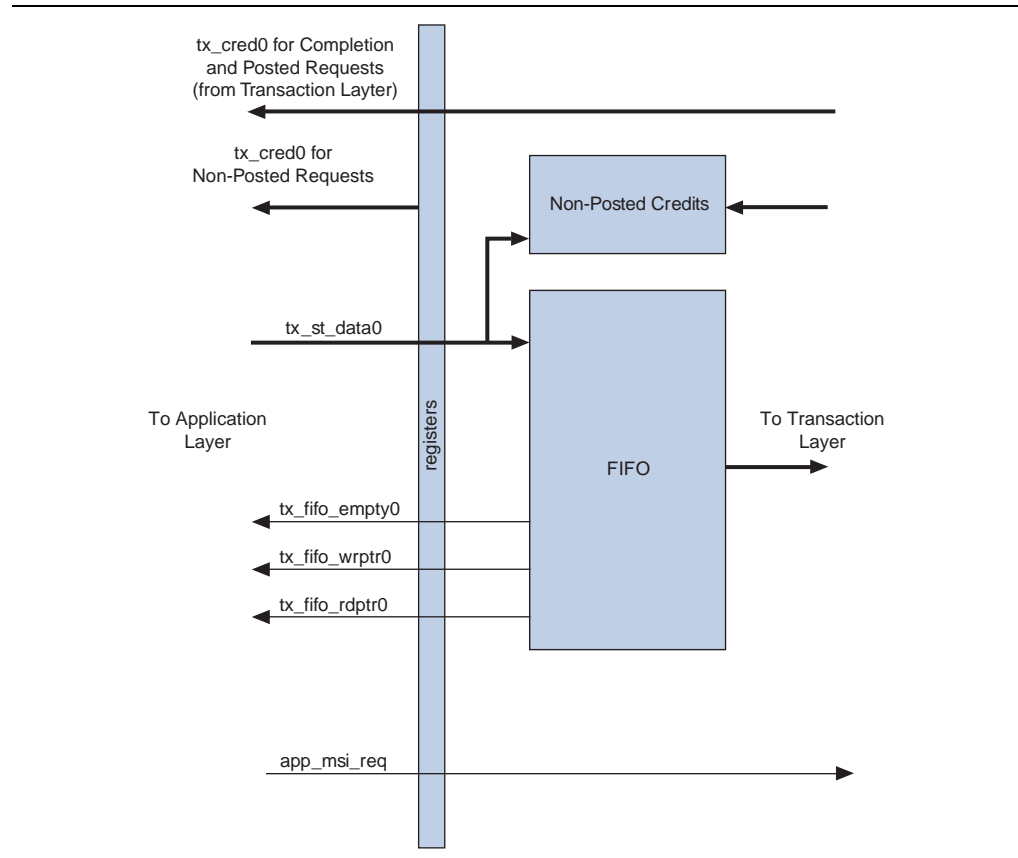 tx_cred0 for Completion
and Posted Requests
(from Transaction Layter)
tx_cred0 for
Non-Posted Requests
Non-Posted Credits
tx_st_data0
To Application
Layer
registers
FIFO
To Transaction
Layer
tx_fifo_empty0
tx_fifo_wrptr0
tx_fifo_rdptr0
app_msi_req